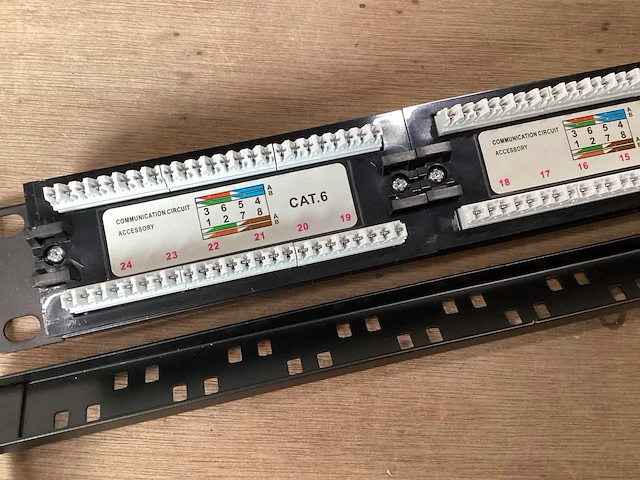 COMMUNICATION CIRCUIT
ACCESSORY
A
B
3 6 5 4
1 2 7 8
A
B
CAT.6
24 23 22 21 20 19
COMMUNICATION CIRCUIT
ACCESSORY
A
B
3 6 5 4
1 2 7 8
18 17 16 15